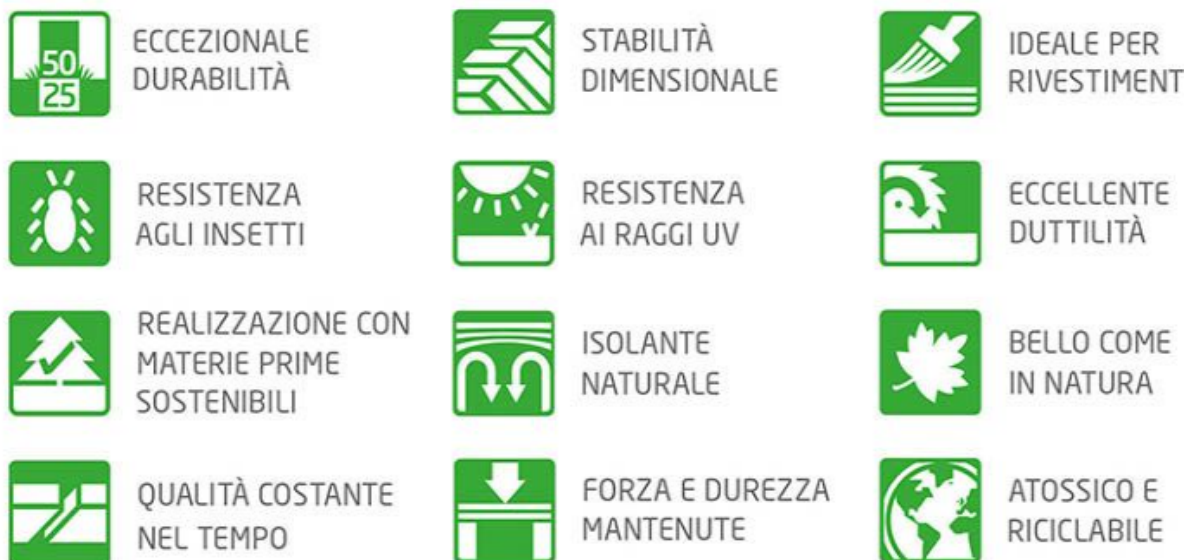 50
25
ECCEZIONALE
DURABILITÀ
STABILITÀ
DIMENSIONALE
IDEALE PER
RIVESTIMENT
RESISTENZA
AGLI INSETTI
RESISTENZA
AI RAGGI UV
ECCELLENTE
DUTTILITÀ
REALIZZAZIONE CON
MATERIE PRIME
SOSTENIBILI
ISOLANTE
NATURALE
BELLO COME
IN NATURA
QUALITÀ COSTANTE
NEL TEMPO
FORZA E DUREZZA
MANTENUTE
ATOSSICO E
RICICLABILE